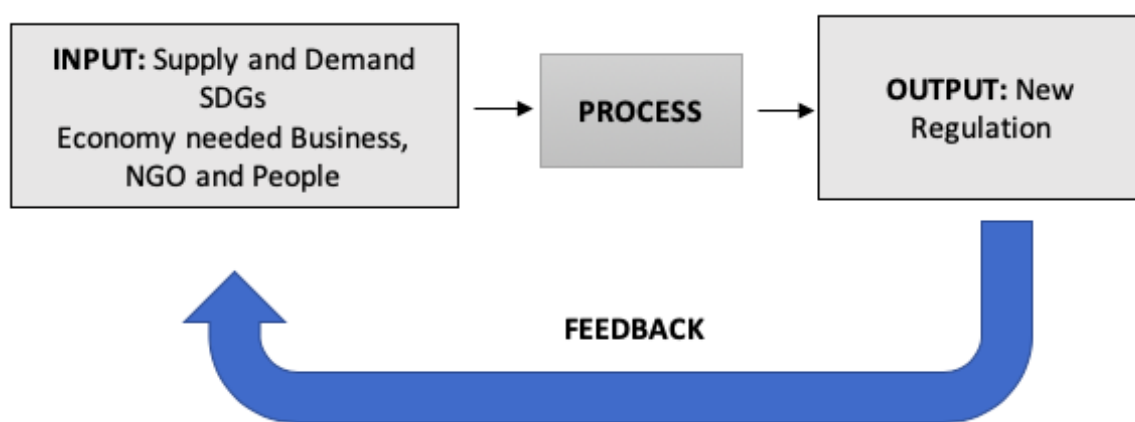 INPUT: Supply and Demand
SDGs
Economy needed Business,
NGO and People
PROCESS
OUTPUT: New
Regulation
FEEDBACK